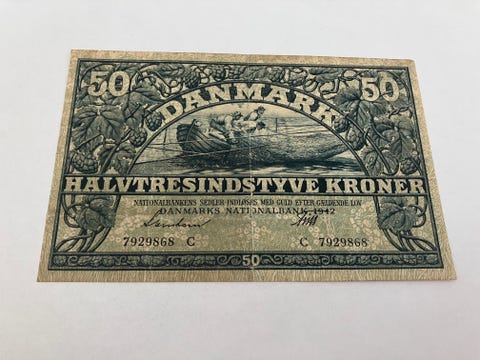 50 50
DANMARK
HALVTRESINDSTYVE KRONER
NATIONALBANKENS SEDLER INDLØSES MED GULD EFTER GÆLDENDE LOV
DANMARKS NATIONALBANK, 1942
7929868 C C 7929868
50